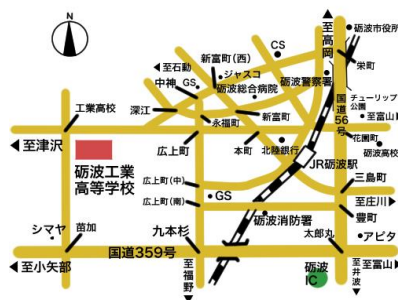 N
▲至高岡
砺波市役所
CS
栄町
新富町(西)
◀至石動
ジャスコ
中神
GS
砺波総合病院
砺波警察署
国道156号
チューリップ公園
至富山▶
工業高校
深江
永福町
新富町
花園町
◀至津沢
広上町
本町
北陸銀行
砺波高校
JR砺波駅
砺波工業
高等学校
広上町(中)
三島町
広上町(南)
GS
至庄川▶
砺波消防署
豊町
シマヤ
苗加
九本杉
太郎丸
アピタ
国道359号
◀至小矢部
至福野▼
砺波
IC
至井波▼
至富山▶